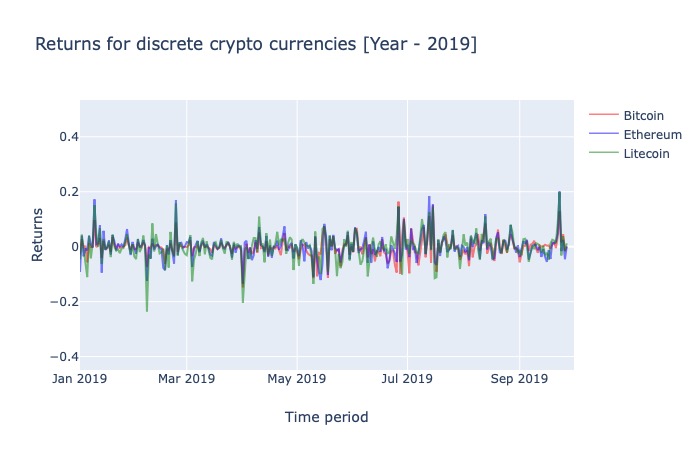 Returns for discrete crypto currencies [Year - 2019]
Bitcoin
Ethereum
Litecoin
0.4
0.2
0
−0.2
−0.4
Returns
Jan 2019 Mar 2019 May 2019 Jul 2019 Sep 2019
Time period